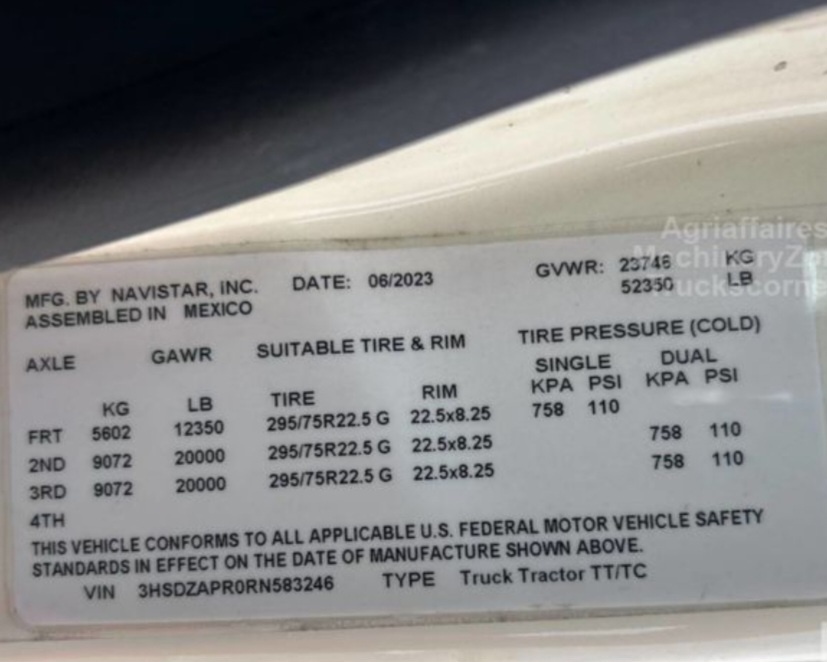 Agriaffaires
MFG. BY NAVISTAR, INC. DATE: 06/2023 GVWR: 23746 KG
ASSEMBLED IN MEXICO 52350 LB
AXLE GAWR SUITABLE TIRE & RIM TIRE PRESSURE (COLD)
SINGLE DUAL
KG LB TIRE RIM KPA PSI KPA PSI
FRT 5602 12350 295/75R22.5 G 22.5x8.25 758 110
2ND 9072 20000 295/75R22.5 G 22.5x8.25 758 110
3RD 9072 20000 295/75R22.5 G 22.5x8.25 758 110
4TH
THIS VEHICLE CONFORMS TO ALL APPLICABLE U.S. FEDERAL MOTOR VEHICLE SAFETY
STANDARDS IN EFFECT ON THE DATE OF MANUFACTURE SHOWN ABOVE.
VIN 3HSDZAPR0RN583246 TYPE Truck Tractor TT/TC